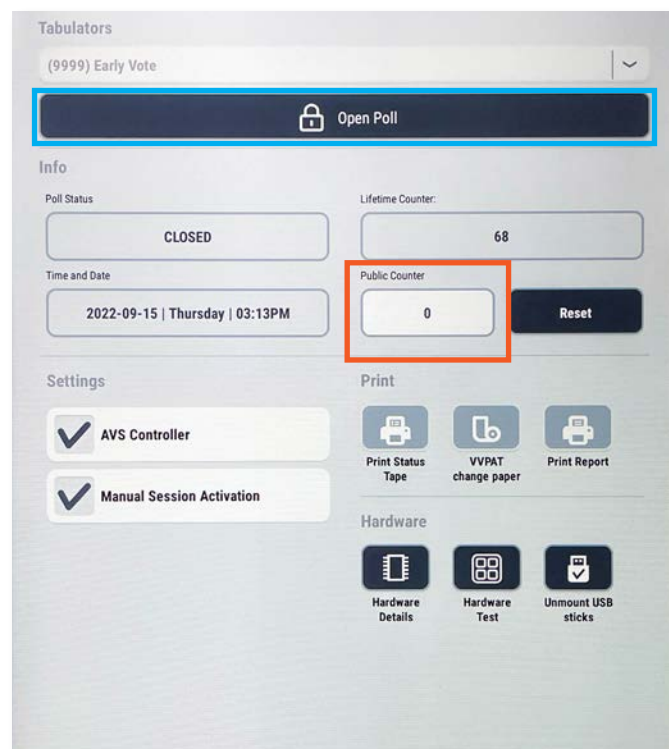 Tabulators
(9999) Early Vote
Open Poll
Info
Poll Status
Lifetime Counter:
CLOSED
68
Time and Date
Public Counter
2022-09-15 | Thursday | 03:13PM
0
Reset
Settings
Print
AVS Controller
Manual Session Activation
Print Status
Tape
VVPAT
change paper
Print Report
Hardware
Hardware
Details
Hardware
Test
Unmount USB
sticks